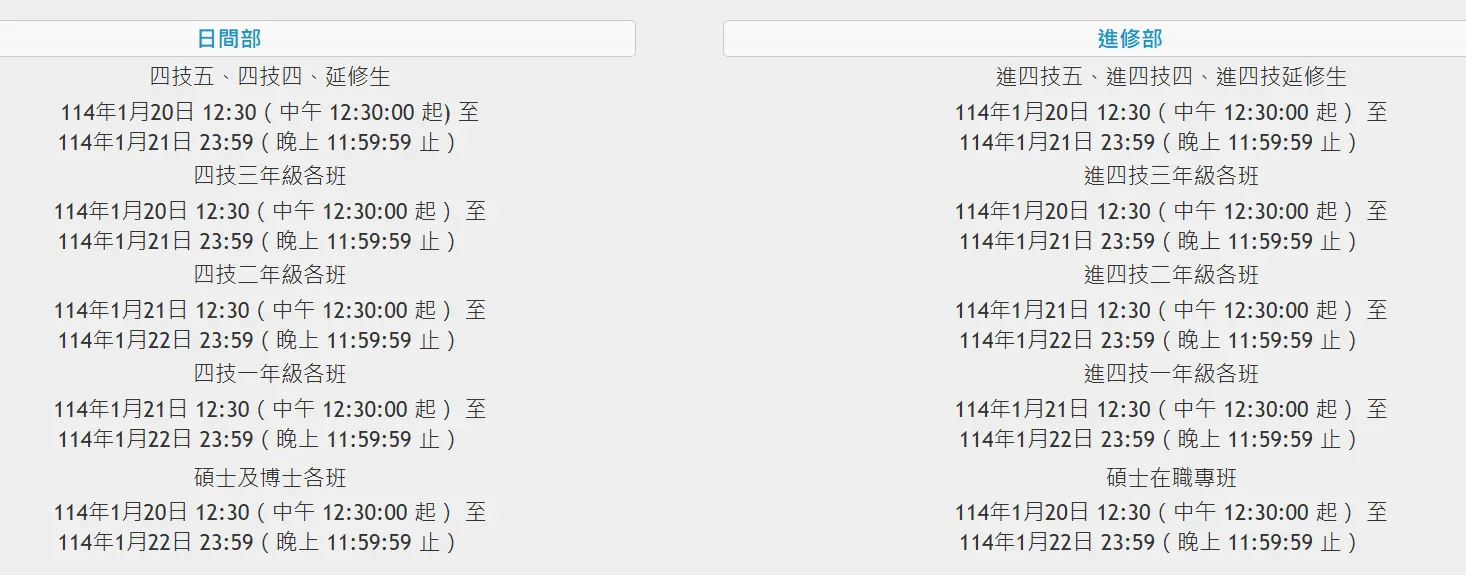 日間部
四技五、四技四、延修生
114年1月20日 12:30 ( 中午 12:30:00 起) 至
114年1月21日 23:59 ( 晚上 11:59:59 止 )
四技三年級各班
114年1月20日 12:30 ( 中午 12:30:00 起 ) 至
114年1月21日 23:59 ( 晚上 11:59:59 止 )
四技二年級各班
114年1月21日 12:30 ( 中午 12:30:00 起 ) 至
114年1月22日 23:59 ( 晚上 11:59:59 止 )
四技一年級各班
114年1月21日 12:30 ( 中午 12:30:00 起 ) 至
114年1月22日 23:59 ( 晚上 11:59:59 止 )
碩士及博士各班
114年1月20日 12:30 ( 中午 12:30:00 起 ) 至
114年1月22日 23:59 ( 晚上 11:59:59 止 )
進修部
進四技五、進四技四、進四技延修生
114年1月20日 12:30 ( 中午 12:30:00 起 ) 至
114年1月21日 23:59 ( 晚上 11:59:59 止 )
進四技三年級各班
114年1月20日 12:30 ( 中午 12:30:00 起 ) 至
114年1月21日 23:59 ( 晚上 11:59:59 止 )
進四技二年級各班
114年1月21日 12:30 ( 中午 12:30:00 起 ) 至
114年1月22日 23:59 ( 晚上 11:59:59 止 )
進四技一年級各班
114年1月21日 12:30 ( 中午 12:30:00 起 ) 至
114年1月22日 23:59 ( 晚上 11:59:59 止 )
碩士在職專班
114年1月20日 12:30 ( 中午 12:30:00 起 ) 至
114年1月22日 23:59 ( 晚上 11:59:59 止 )